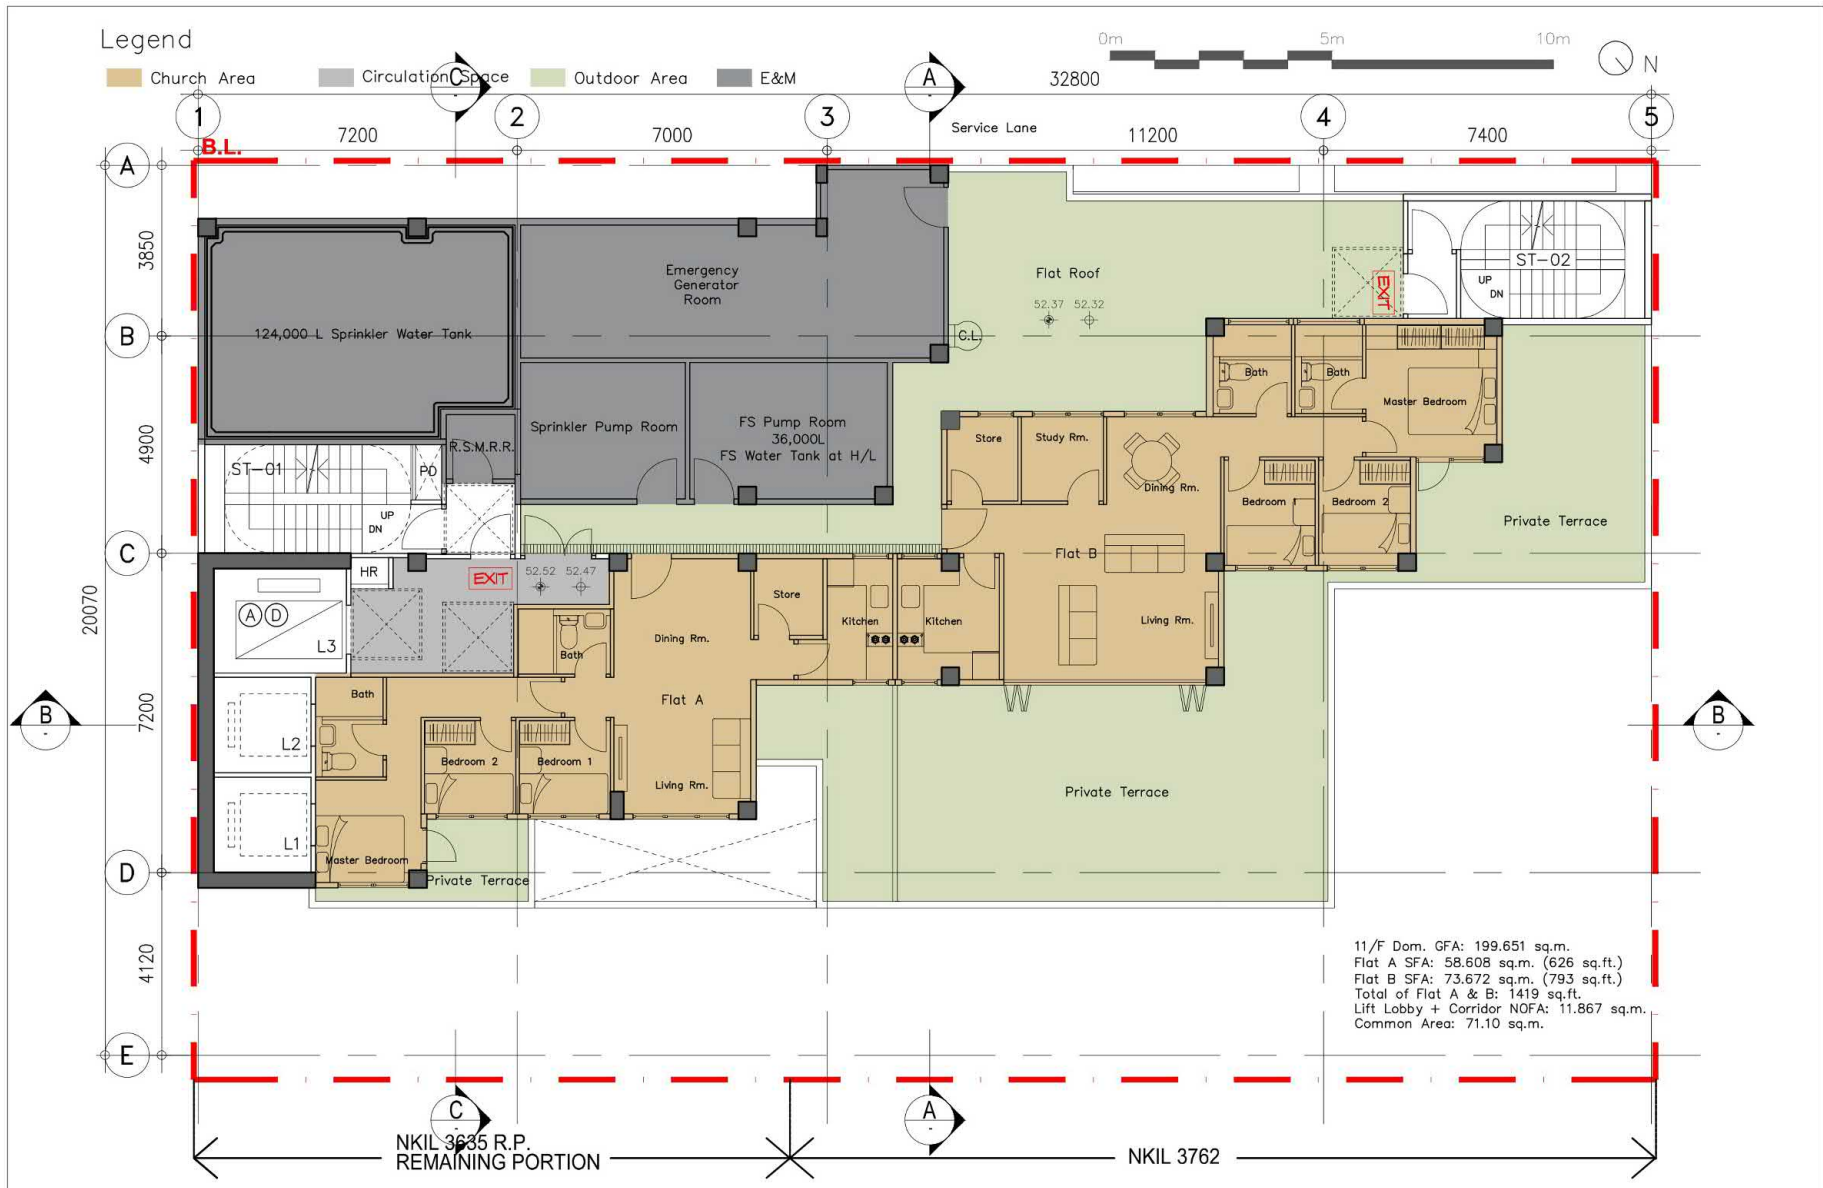 Legend
Church Area
Circulation Space
Outdoor Area
E&M
0m
5m
10m
N
C
-
A
-
32800
1
2
3
4
5
7200
7000
Service Lane
11200
7400
B.L.
A
B
C
D
E
3850
4900
7200
4120
20070
124,000 L Sprinkler Water Tank
Emergency
Generator
Room
Flat Roof
52.37
52.32
C.L.
EXIT
ST-02
UP
DN
Sprinkler Pump Room
FS Pump Room
36,000L
FS Water Tank at H/L
R.S.M.R.R.
PD
ST-01
UP
DN
Store
Study Rm.
Dining Rm.
Bath
Bath
Master Bedroom
Bedroom 1
Bedroom 2
Private Terrace
Flat B
Living Rm.
Kitchen
Kitchen
Store
HR
EXIT
52.52
52.47
A
D
L3
L2
L1
Bath
Bath
Dining Rm.
Flat A
Living Rm.
Bedroom 2
Bedroom 1
Master Bedroom
Private Terrace
Private Terrace
B
-
B
-
11/F Dom. GFA: 199.651 sq.m.
Flat A SFA: 58.608 sq.m. (626 sq.ft.)
Flat B SFA: 73.672 sq.m. (793 sq.ft.)
Total of Flat A & B: 1419 sq.ft.
Lift Lobby + Corridor NOFA: 11.867 sq.m.
Common Area: 71.10 sq.m.
C
-
A
-
NKIL 3635 R.P.
REMAINING PORTION
NKIL 3762